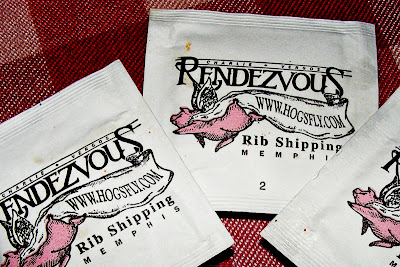 CHARLIE • VERGOS
RENDEZVOUS
WWW.HOGSFLY.COM
Rib Shipping
MEMPHIS
2
CHARLIE • VERGOS
RENDEZVOUS
WWW.HOGSFLY.COM
Rib Shipping
MEMPHIS
Rib